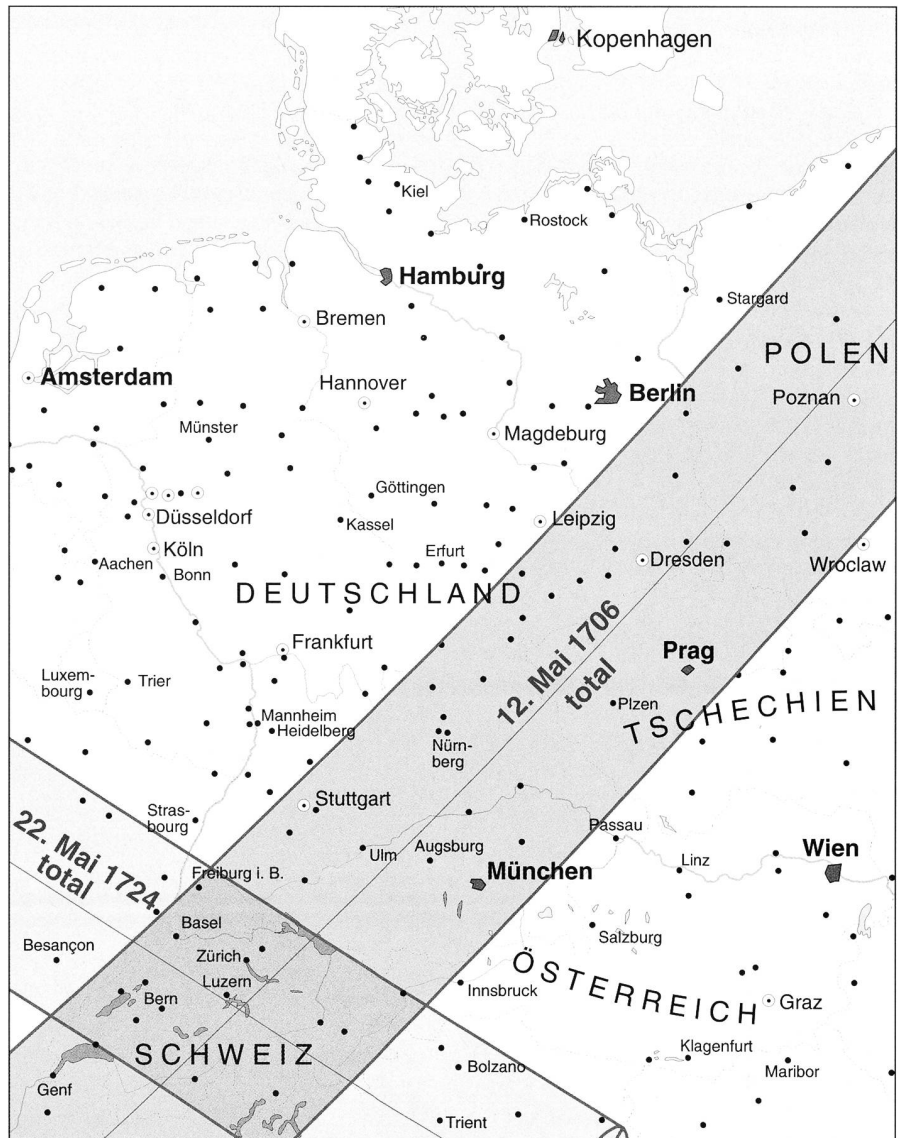 Kopenhagen
Kiel
Rostock
Hamburg
Stargard
Bremen
POLEN
Amsterdam
Hannover
Berlin
Poznan
Münster
Magdeburg
Göttingen
Düsseldorf
Kassel
Leipzig
Köln
Erfurt
Aachen
Dresden
Wroclaw
Bonn
DEUTSCHLAND
12. Mai 1706
total
Frankfurt
Prag
Luxem-
bourg
Trier
Plzen
TSCHECHIEN
Mannheim
Heidelberg
Nürn-
berg
Stuttgart
Stras-
bourg
22. Mai 1724
total
Passau
Ulm
Augsburg
Linz
Wien
München
Freiburg i. B.
Basel
Salzburg
Besançon
Zürich
ÖSTERREICH
Luzern
Innsbruck
Bern
Graz
SCHWEIZ
Klagenfurt
Bolzano
Maribor
Genf
Trient